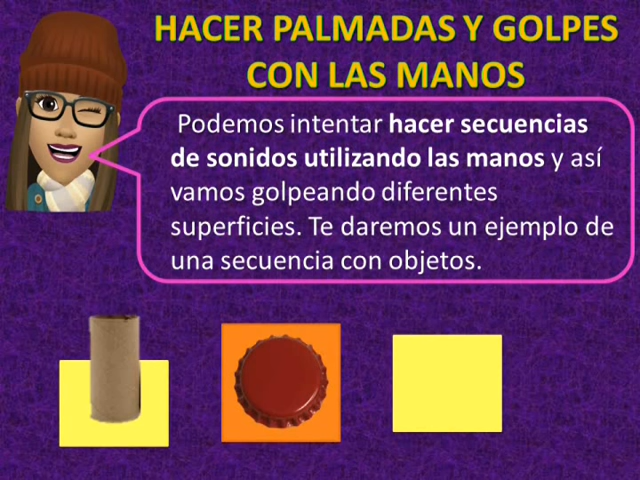 HACER PALMADAS Y GOLPES
CON LAS MANOS
Podemos intentar hacer secuencias
de sonidos utilizando las manos y así
vamos golpeando diferentes
superficies. Te daremos un ejemplo de
una secuencia con objetos.